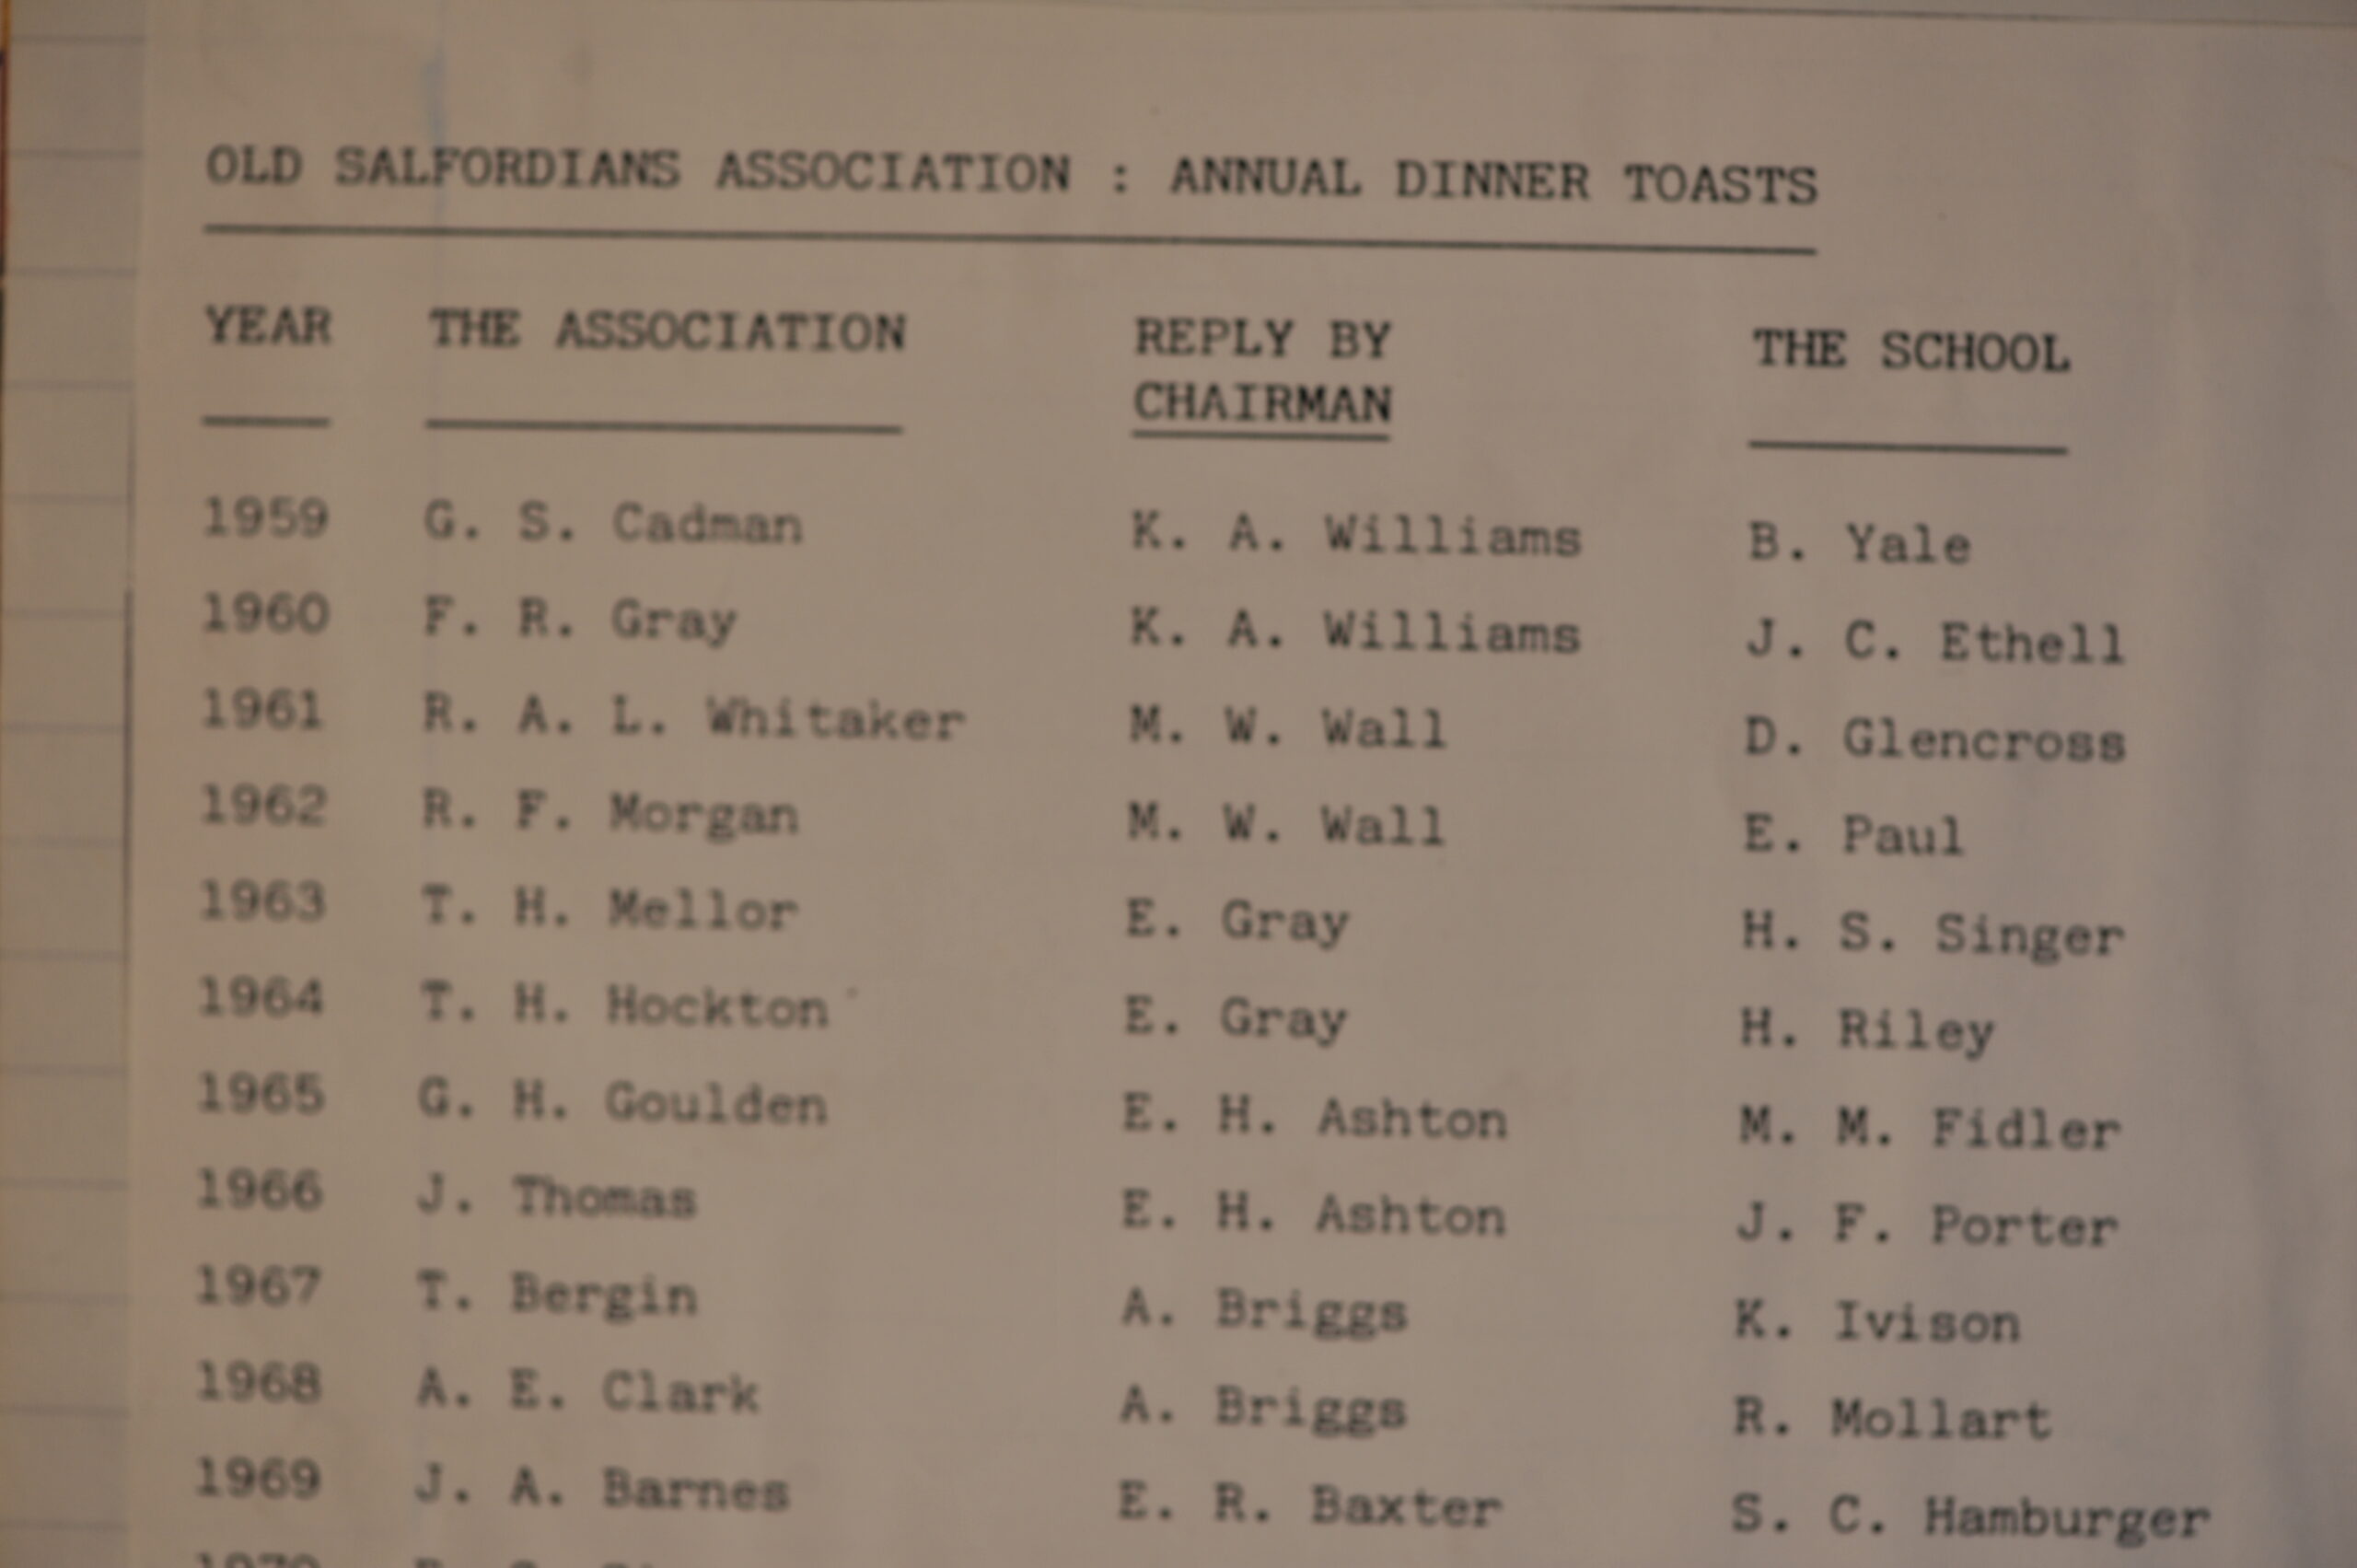 OLD SALFORDIANS ASSOCIATION : ANNUAL DINNER TOASTS
YEAR THE ASSOCIATION REPLY BY CHAIRMAN THE SCHOOL
1959 G. S. Cadman K. A. Williams B. Yale
1960 F. R. Gray K. A. Williams J. C. Ethell
1961 R. A. L. Whitaker M. W. Wall D. Glencross
1962 R. F. Morgan M. W. Wall E. Paul
1963 T. H. Mellor E. Gray H. S. Singer
1964 T. H. Hockton E. Gray H. Riley
1965 G. H. Goulden E. H. Ashton M. M. Fidler
1966 J. Thomas E. H. Ashton J. F. Porter
1967 T. Bergin A. Briggs K. Ivison
1968 A. E. Clark A. Briggs R. Mollart
1969 J. A. Barnes E. R. Baxter S. C. Hamburger
1970